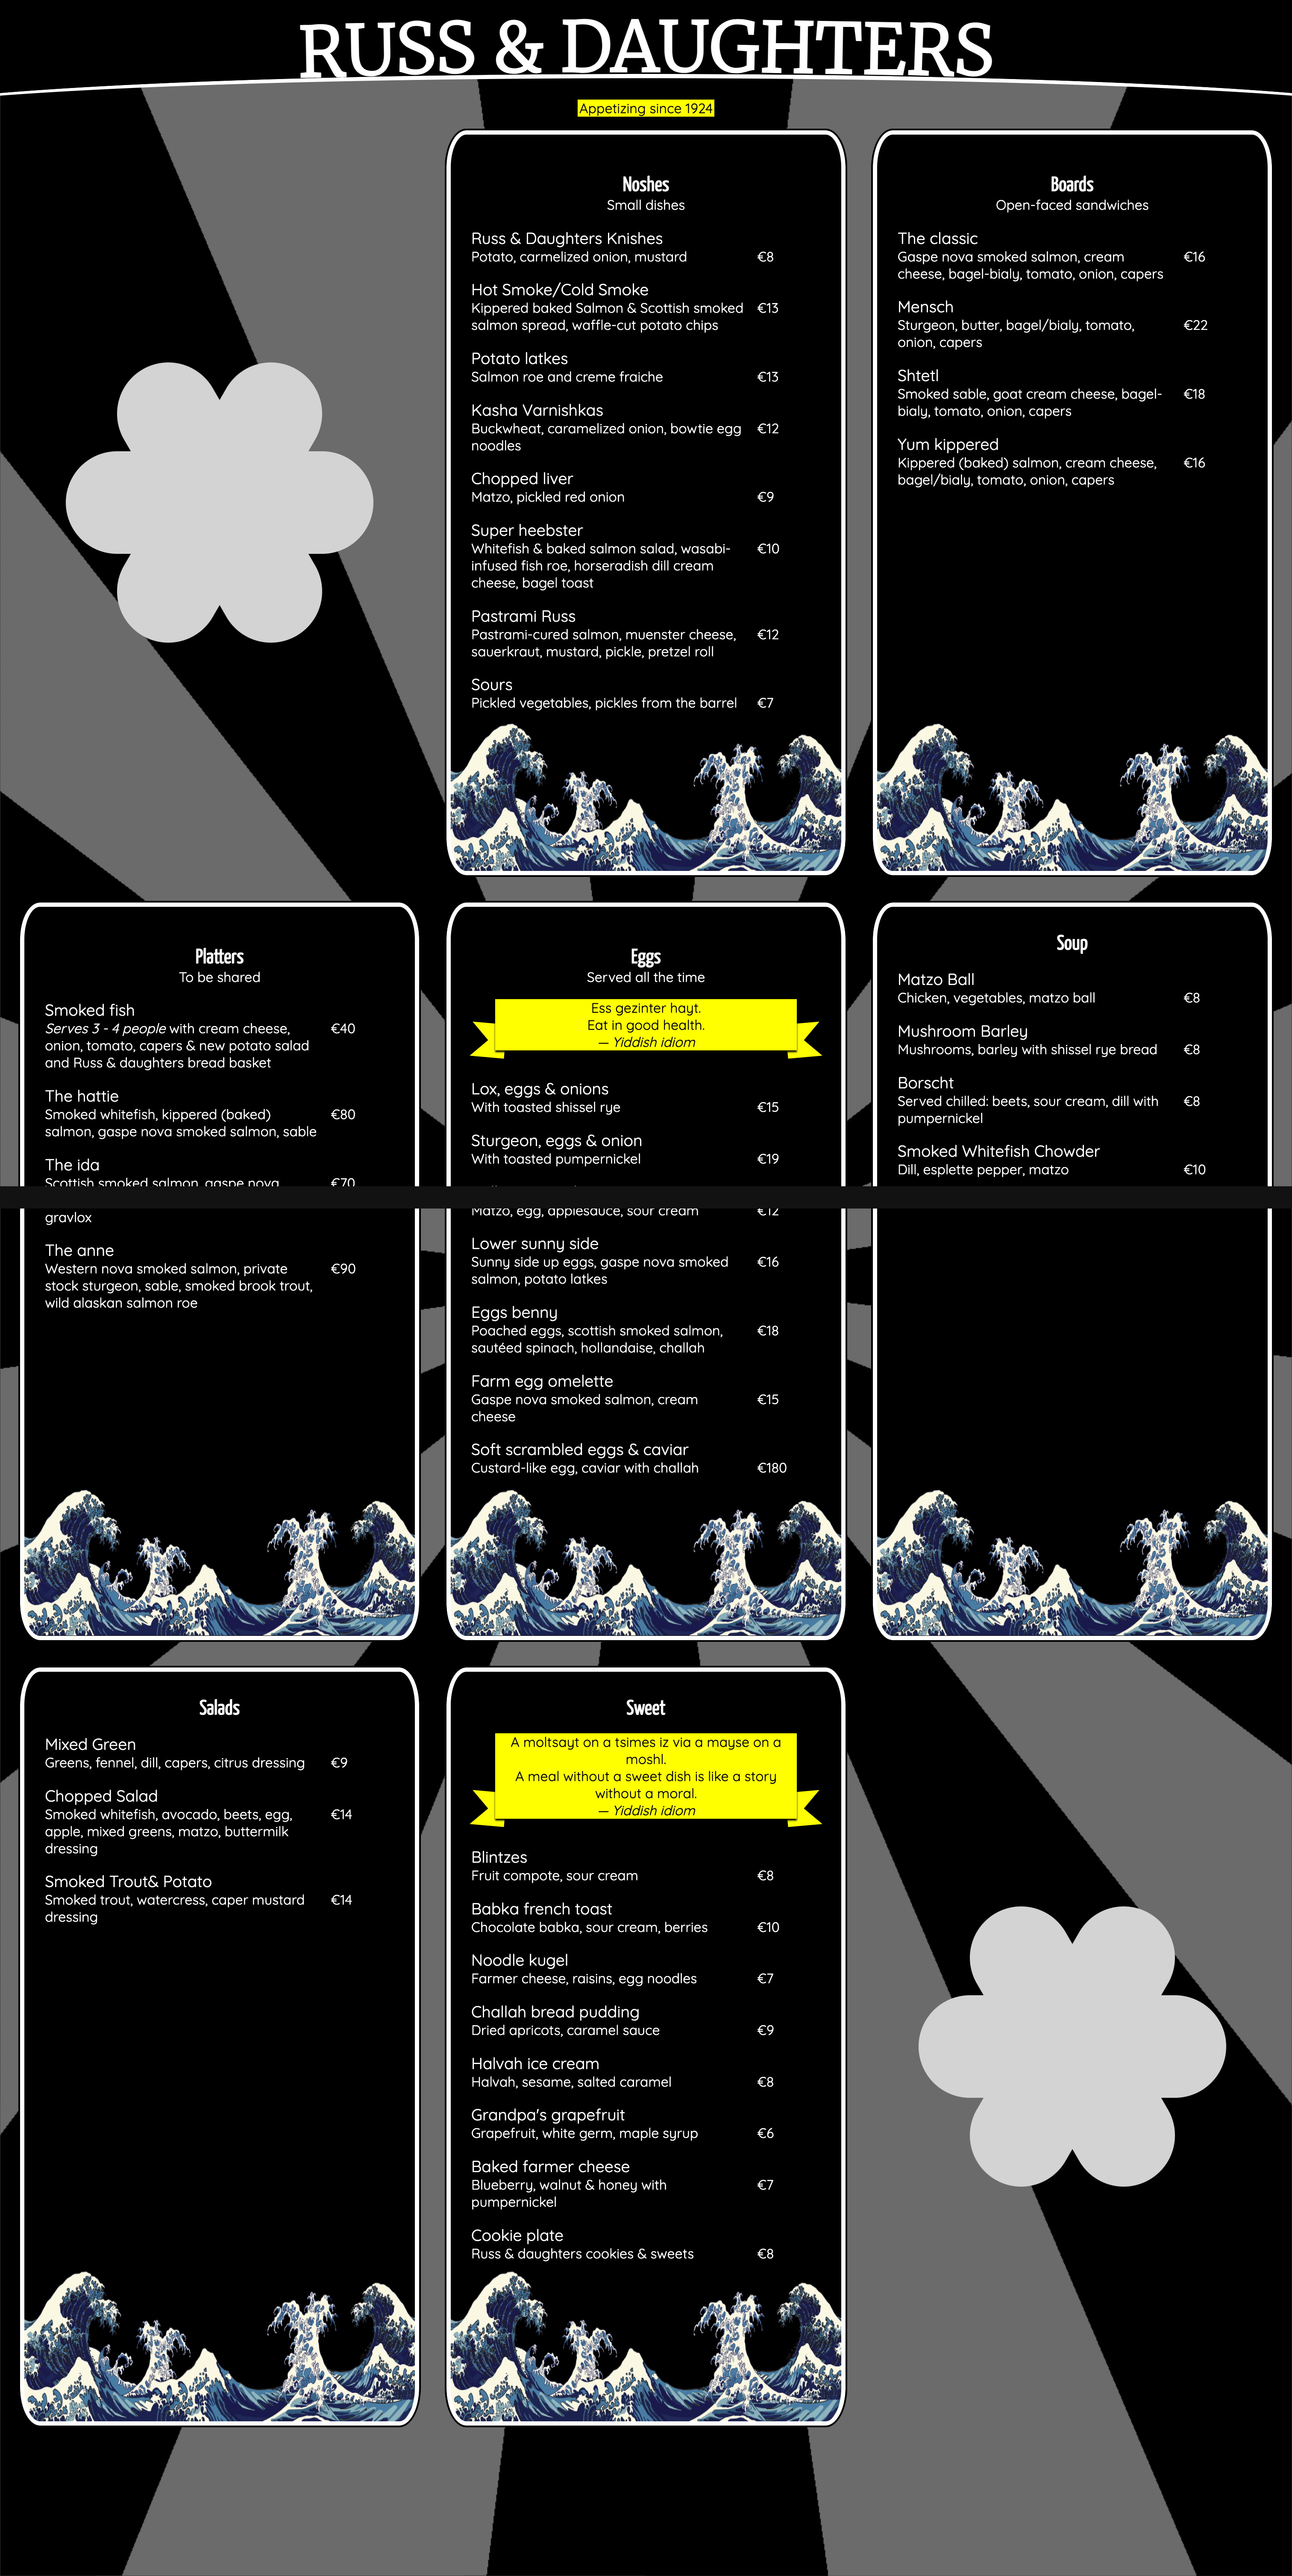 RUSS & DAUGHTERS
Appetizing since 1924
Noshes
Small dishes
Russ & Daughters Knishes
Potato, carmelized onion, mustard €8
Hot Smoke/Cold Smoke
Kippered baked Salmon & Scottish smoked €13
salmon spread, waffle-cut potato chips
Potato latkes
Salmon roe and creme fraiche €13
Kasha Varnishkas
Buckwheat, caramelized onion, bowtie egg €12
noodles
Chopped liver
Matzo, pickled red onion €9
Super heebster
Whitefish & baked salmon salad, wasabi- €10
infused fish roe, horseradish dill cream
cheese, bagel toast
Pastrami Russ
Pastrami-cured salmon, muenster cheese, €12
sauerkraut, mustard, pickle, pretzel roll
Sours
Pickled vegetables, pickles from the barrel €7
Boards
Open-faced sandwiches
The classic
Gaspe nova smoked salmon, cream €16
cheese, bagel-bialy, tomato, onion, capers
Mensch
Sturgeon, butter, bagel/bialy, tomato, €22
onion, capers
Shtetl
Smoked sable, goat cream cheese, bagel- €18
bialy, tomato, onion, capers
Yum kippered
Kippered (baked) salmon, cream cheese, €16
bagel/bialy, tomato, onion, capers
Platters
To be shared
Smoked fish
Serves 3 - 4 people with cream cheese, €40
onion, tomato, capers & new potato salad
and Russ & daughters bread basket
The hattie
Smoked whitefish, kippered (baked) €80
salmon, gaspe nova smoked salmon, sable
The ida
Scottish smoked salmon, gaspe nova €70
gravlox
The anne
Western nova smoked salmon, private €90
stock sturgeon, sable, smoked brook trout,
wild alaskan salmon roe
Eggs
Served all the time
Ess gezinter hayt.
Eat in good health.
— Yiddish idiom
Lox, eggs & onions
With toasted shissel rye €15
Sturgeon, eggs & onion
With toasted pumpernickel €19
Matzo, egg, applesauce, sour cream €12
Lower sunny side
Sunny side up eggs, gaspe nova smoked €16
salmon, potato latkes
Eggs benny
Poached eggs, scottish smoked salmon, €18
sautéed spinach, hollandaise, challah
Farm egg omelette
Gaspe nova smoked salmon, cream €15
cheese
Soft scrambled eggs & caviar
Custard-like egg, caviar with challah €180
Soup
Matzo Ball
Chicken, vegetables, matzo ball €8
Mushroom Barley
Mushrooms, barley with shissel rye bread €8
Borscht
Served chilled: beets, sour cream, dill with €8
pumpernickel
Smoked Whitefish Chowder
Dill, esplette pepper, matzo €10
Salads
Mixed Green
Greens, fennel, dill, capers, citrus dressing €9
Chopped Salad
Smoked whitefish, avocado, beets, egg, €14
apple, mixed greens, matzo, buttermilk
dressing
Smoked Trout& Potato
Smoked trout, watercress, caper mustard €14
dressing
Sweet
A moltsayt on a tsimes iz via a mayse on a
moshl.
A meal without a sweet dish is like a story
without a moral.
— Yiddish idiom
Blintzes
Fruit compote, sour cream €8
Babka french toast
Chocolate babka, sour cream, berries €10
Noodle kugel
Farmer cheese, raisins, egg noodles €7
Challah bread pudding
Dried apricots, caramel sauce €9
Halvah ice cream
Halvah, sesame, salted caramel €8
Grandpa's grapefruit
Grapefruit, white germ, maple syrup €6
Baked farmer cheese
Blueberry, walnut & honey with €7
pumpernickel
Cookie plate
Russ & daughters cookies & sweets €8